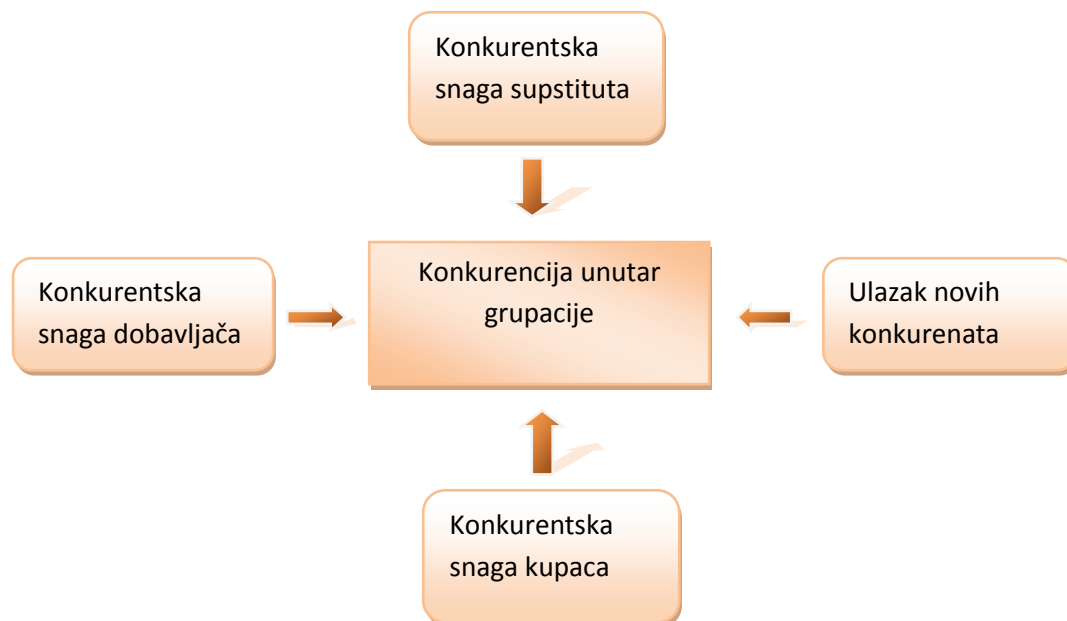 Konkurentska
snaga supstituta
Konkurentska
snaga dobavljača
Konkurencija unutar
grupacije
Ulazak novih
konkurenata
Konkurentska
snaga kupaca